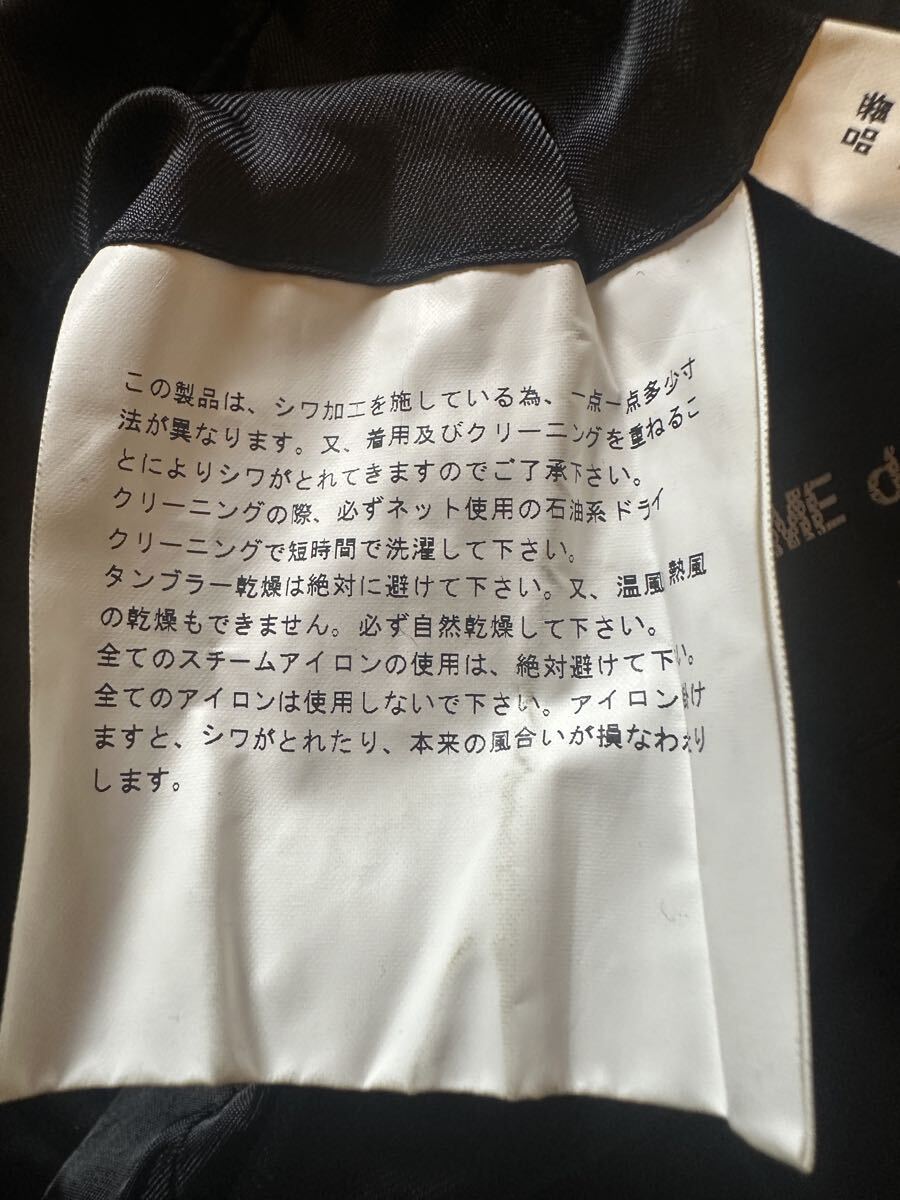 この製品は、シワ加工を施している為、一点一点多少寸
法が異なります。又、着用及びクリーニングを重ねるこ
とによりシワがとれてきますのでご了承下さい。
クリーニングの際、必ずネット使用の石油系ドライ
クリーニングで短時間で洗濯して下さい。
タンブラー乾燥は絶対に避けて下さい。又、温風熱風
の乾燥もできません。必ず自然乾燥して下さい。
全てのスチームアイロンの使用は、絶対避けて下さい。
全てのアイロンは使用しないで下さい。アイロン掛け
ますと、シワがとれたり、本来の風合いが損なわれたり
します。
ME d